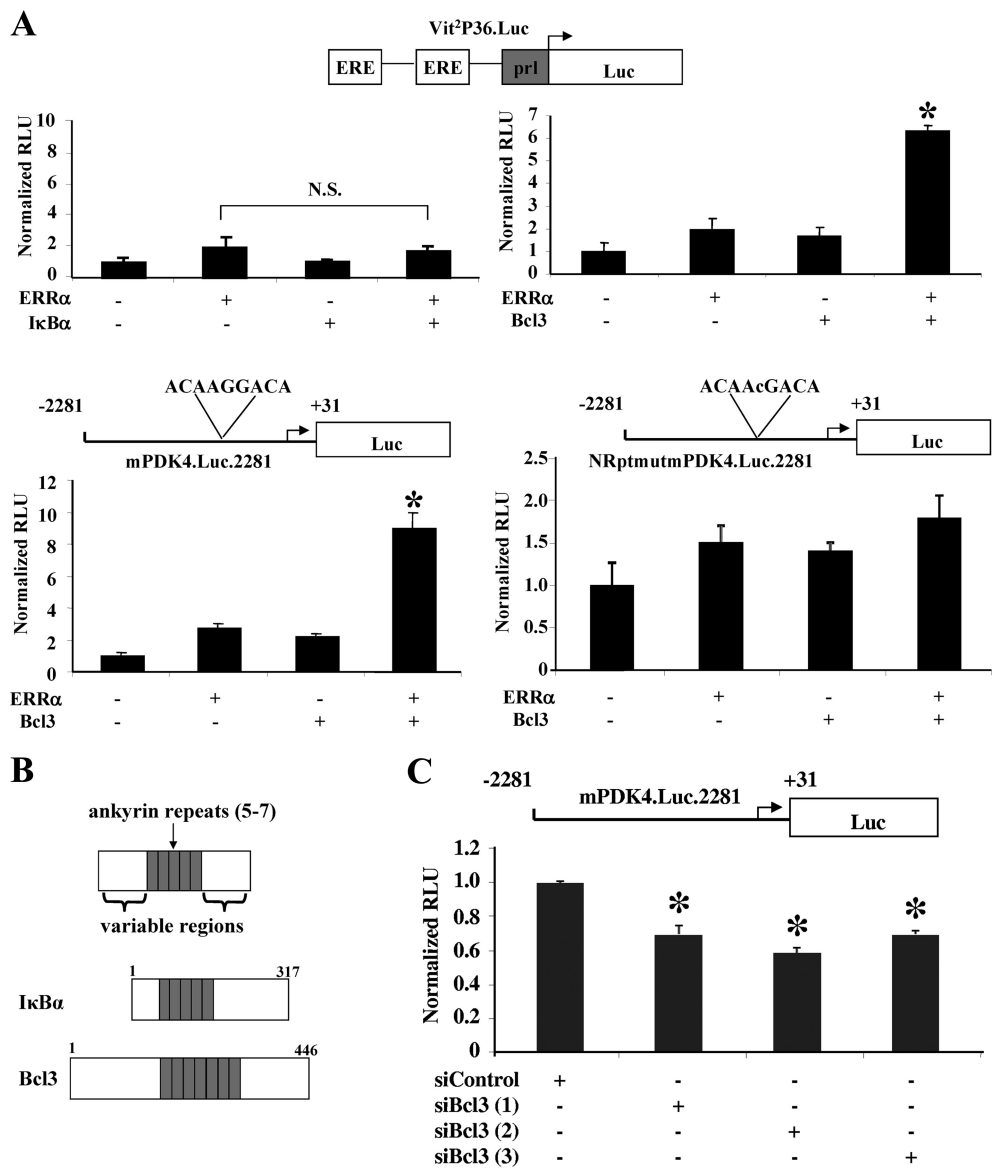 A
Vit²P36.Luc
ERE ERE prl Luc
Normalized RLU
10
8
6
4
2
0
N.S.
ERRα - + - +
IκBα - - + +
Normalized RLU
7
6
5
4
3
2
1
0
*
ERRα - + - +
Bcl3 - - + +
ACAAGGACA
-2281 +31
Luc
mPDK4.Luc.2281
Normalized RLU
12
10
8
6
4
2
0
*
ERRα - + - +
Bcl3 - - + +
ACAAcGACA
-2281 +31
Luc
NRptmutmPDK4.Luc.2281
Normalized RLU
2.5
2.0
1.5
1.0
0.5
0
ERRα - + - +
Bcl3 - - + +
B
ankyrin repeats (5-7)
variable regions
1 317
IκBα
1 446
Bcl3
C
-2281 +31
mPDK4.Luc.2281
Luc
Normalized RLU
1.2
1.0
0.8
0.6
0.4
0.2
0
* * *
siControl + - - -
siBcl3 (1) - + - -
siBcl3 (2) - - + -
siBcl3 (3) - - - +